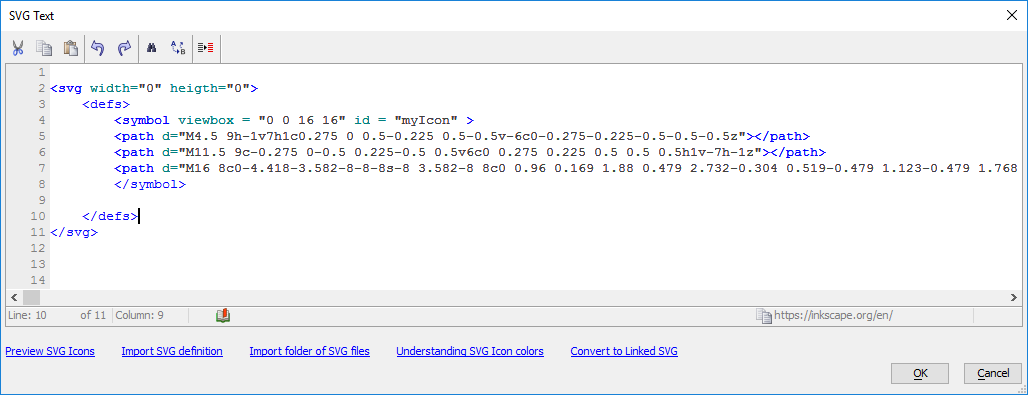 SVG Text
1
2 <svg width="0" heigth="0">
3 <defs>
4 <symbol viewbox = "0 0 16 16" id = "myIcon" >
5 <path d="M4.5 9h-1v7h1c0.275 0 0.5-0.225 0.5-0.5v-6c0-0.275-0.225-0.5-0.5-0.5z"></path>
6 <path d="M11.5 9c-0.275 0-0.5 0.225-0.5 0.5v6c0 0.275 0.225 0.5 0.5 0.5h1v-7h-1z"></path>
7 <path d="M16 8c0-4.418-3.582-8-8-8s-8 3.582-8 8c0 0.96 0.169 1.88 0.479 2.732-0.304 0.519-0.479 1.123-0.479 1.768
8 </symbol>
9
10 </defs>
11 </svg>
12
13
14
Line: 10 of 11 Column: 9 https://inkscape.org/en/
Preview SVG Icons Import SVG definition Import folder of SVG files Understanding SVG Icon colors Convert to Linked SVG
OK Cancel